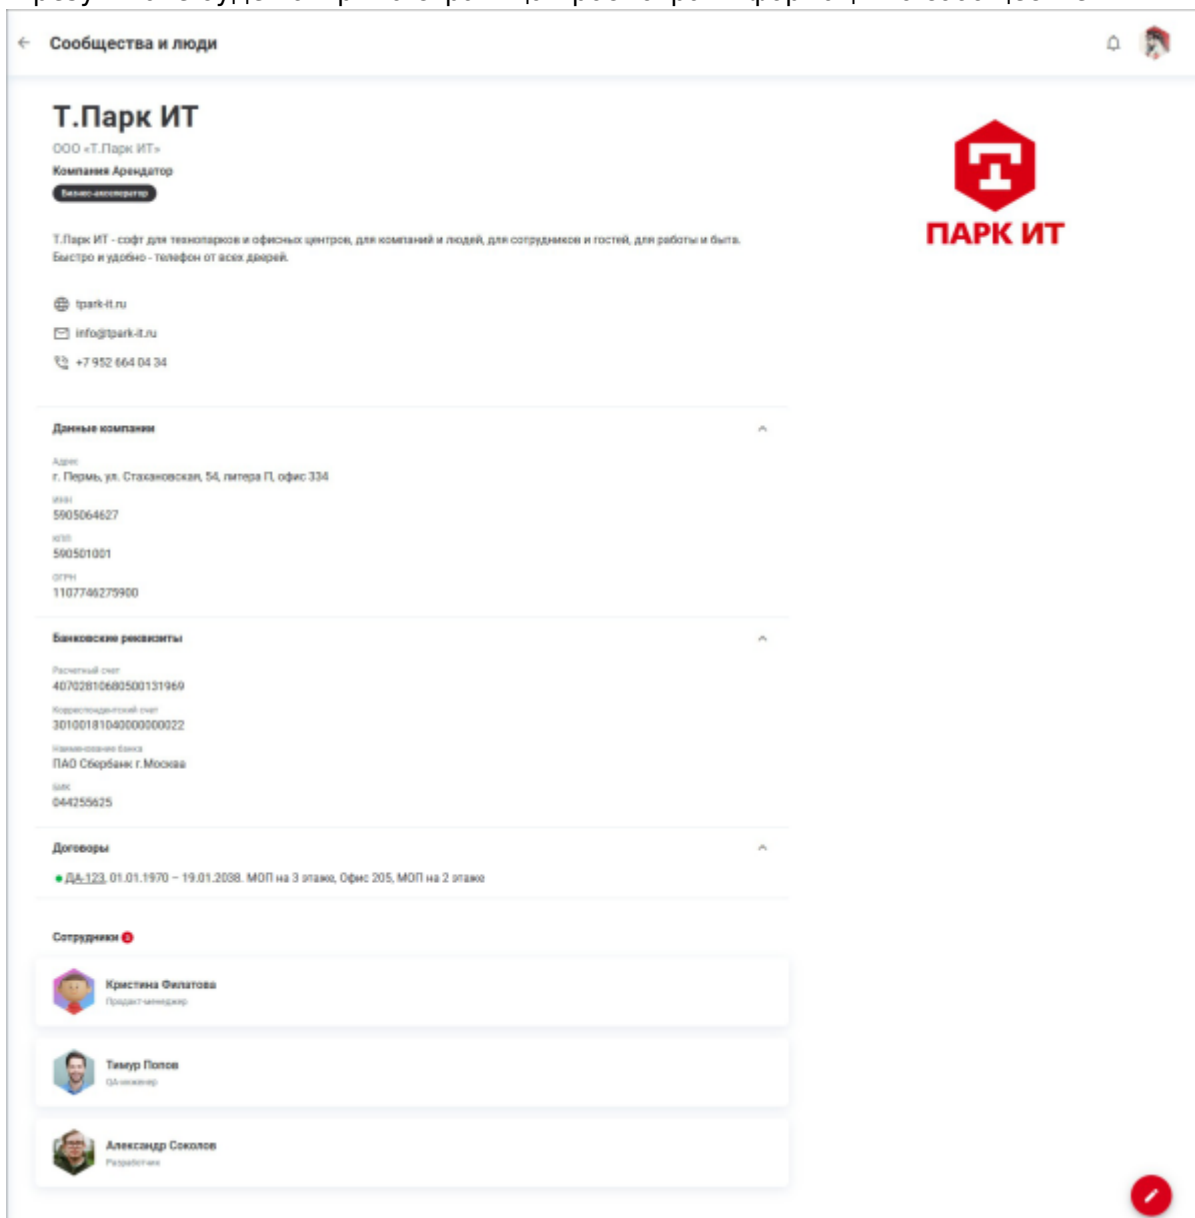 Сообщества и люди
Т.Парк ИТ
ООО «Т.Парк ИТ»
Компания Арендатор
Бизнес-акселератор
ПАРК ИТ
Т.Парк ИТ - софт для технопарков и офисных центров, для компаний и людей, для сотрудников и гостей, для работы и быта.
Быстро и удобно - телефон от всех дверей.
tpark-it.ru
info@tpark-it.ru
+7 952 664 04 34
Данные компании
Адрес
г. Пермь, ул. Стахановская, 54, литера П, офис 334
ИНН
5905064627
КПП
590501001
ОГРН
1107746275900
Банковские реквизиты
Расчетный счет
40702810680500131969
Корреспондентский счет
30100181040000000022
Наименование банка
ПАО Сбербанк г.Москва
БИК
044255625
Договоры
ДА-123, 01.01.1970 – 19.01.2038. МОП на 3 этаже, Офис 205, МОП на 2 этаже
Сотрудники 3
Кристина Филатова
Продакт-менеджер
Тимур Попов
QA-инженер
Александр Соколов
Разработчик